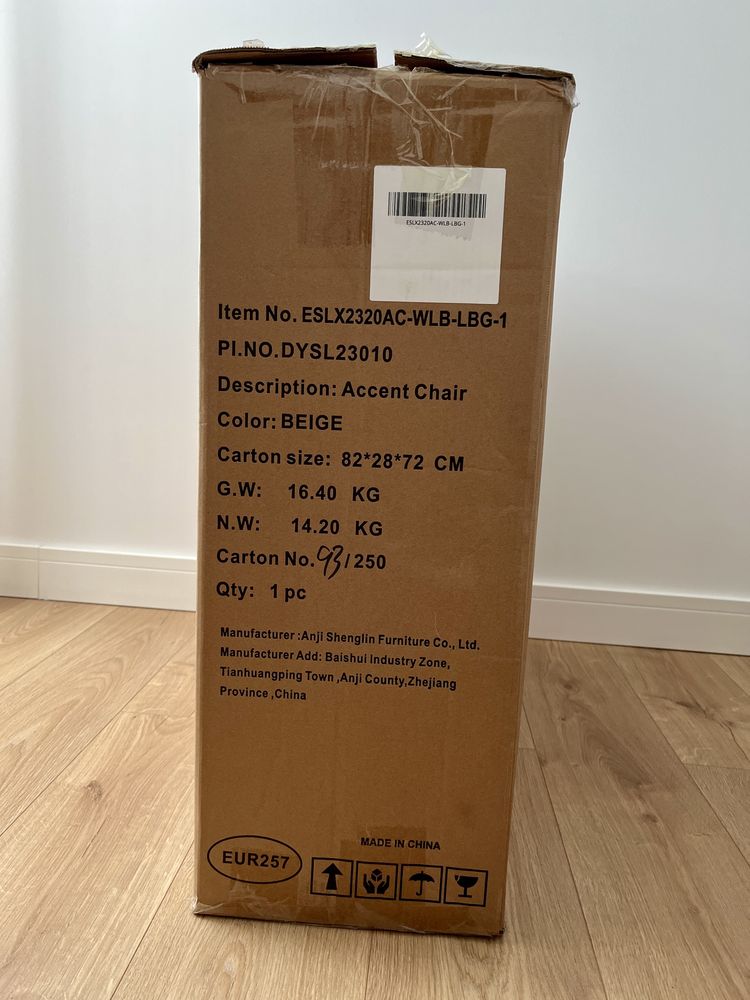 ESLX2320AC-WLB-LBG-1
Item No. ESLX2320AC-WLB-LBG-1
PI.NO.DYSL23010
Description: Accent Chair
Color: BEIGE
Carton size: 82*28*72 CM
G.W: 16.40 KG
N.W: 14.20 KG
Carton No. 93/250
Qty: 1 pc
Manufacturer :Anji Shenglin Furniture Co., Ltd.
Manufacturer Add: Baishui Industry Zone,
Tianhuangping Town ,Anji County,Zhejiang
Province ,China
MADE IN CHINA
EUR257